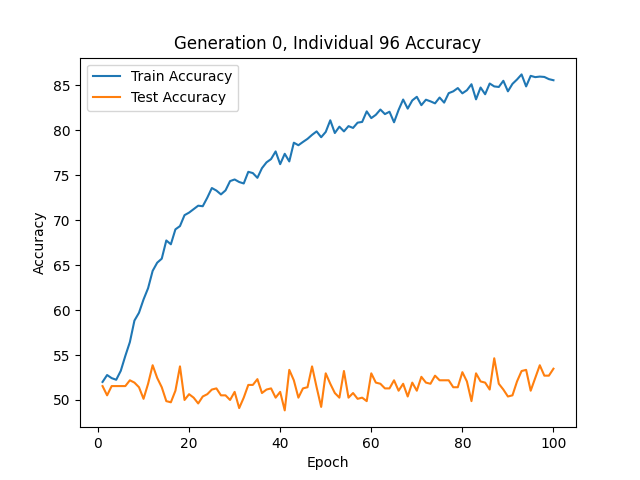 Generation 0, Individual 96 Accuracy
Train Accuracy
Test Accuracy
Accuracy
85
80
75
70
65
60
55
50
0 20 40 60 80 100
Epoch